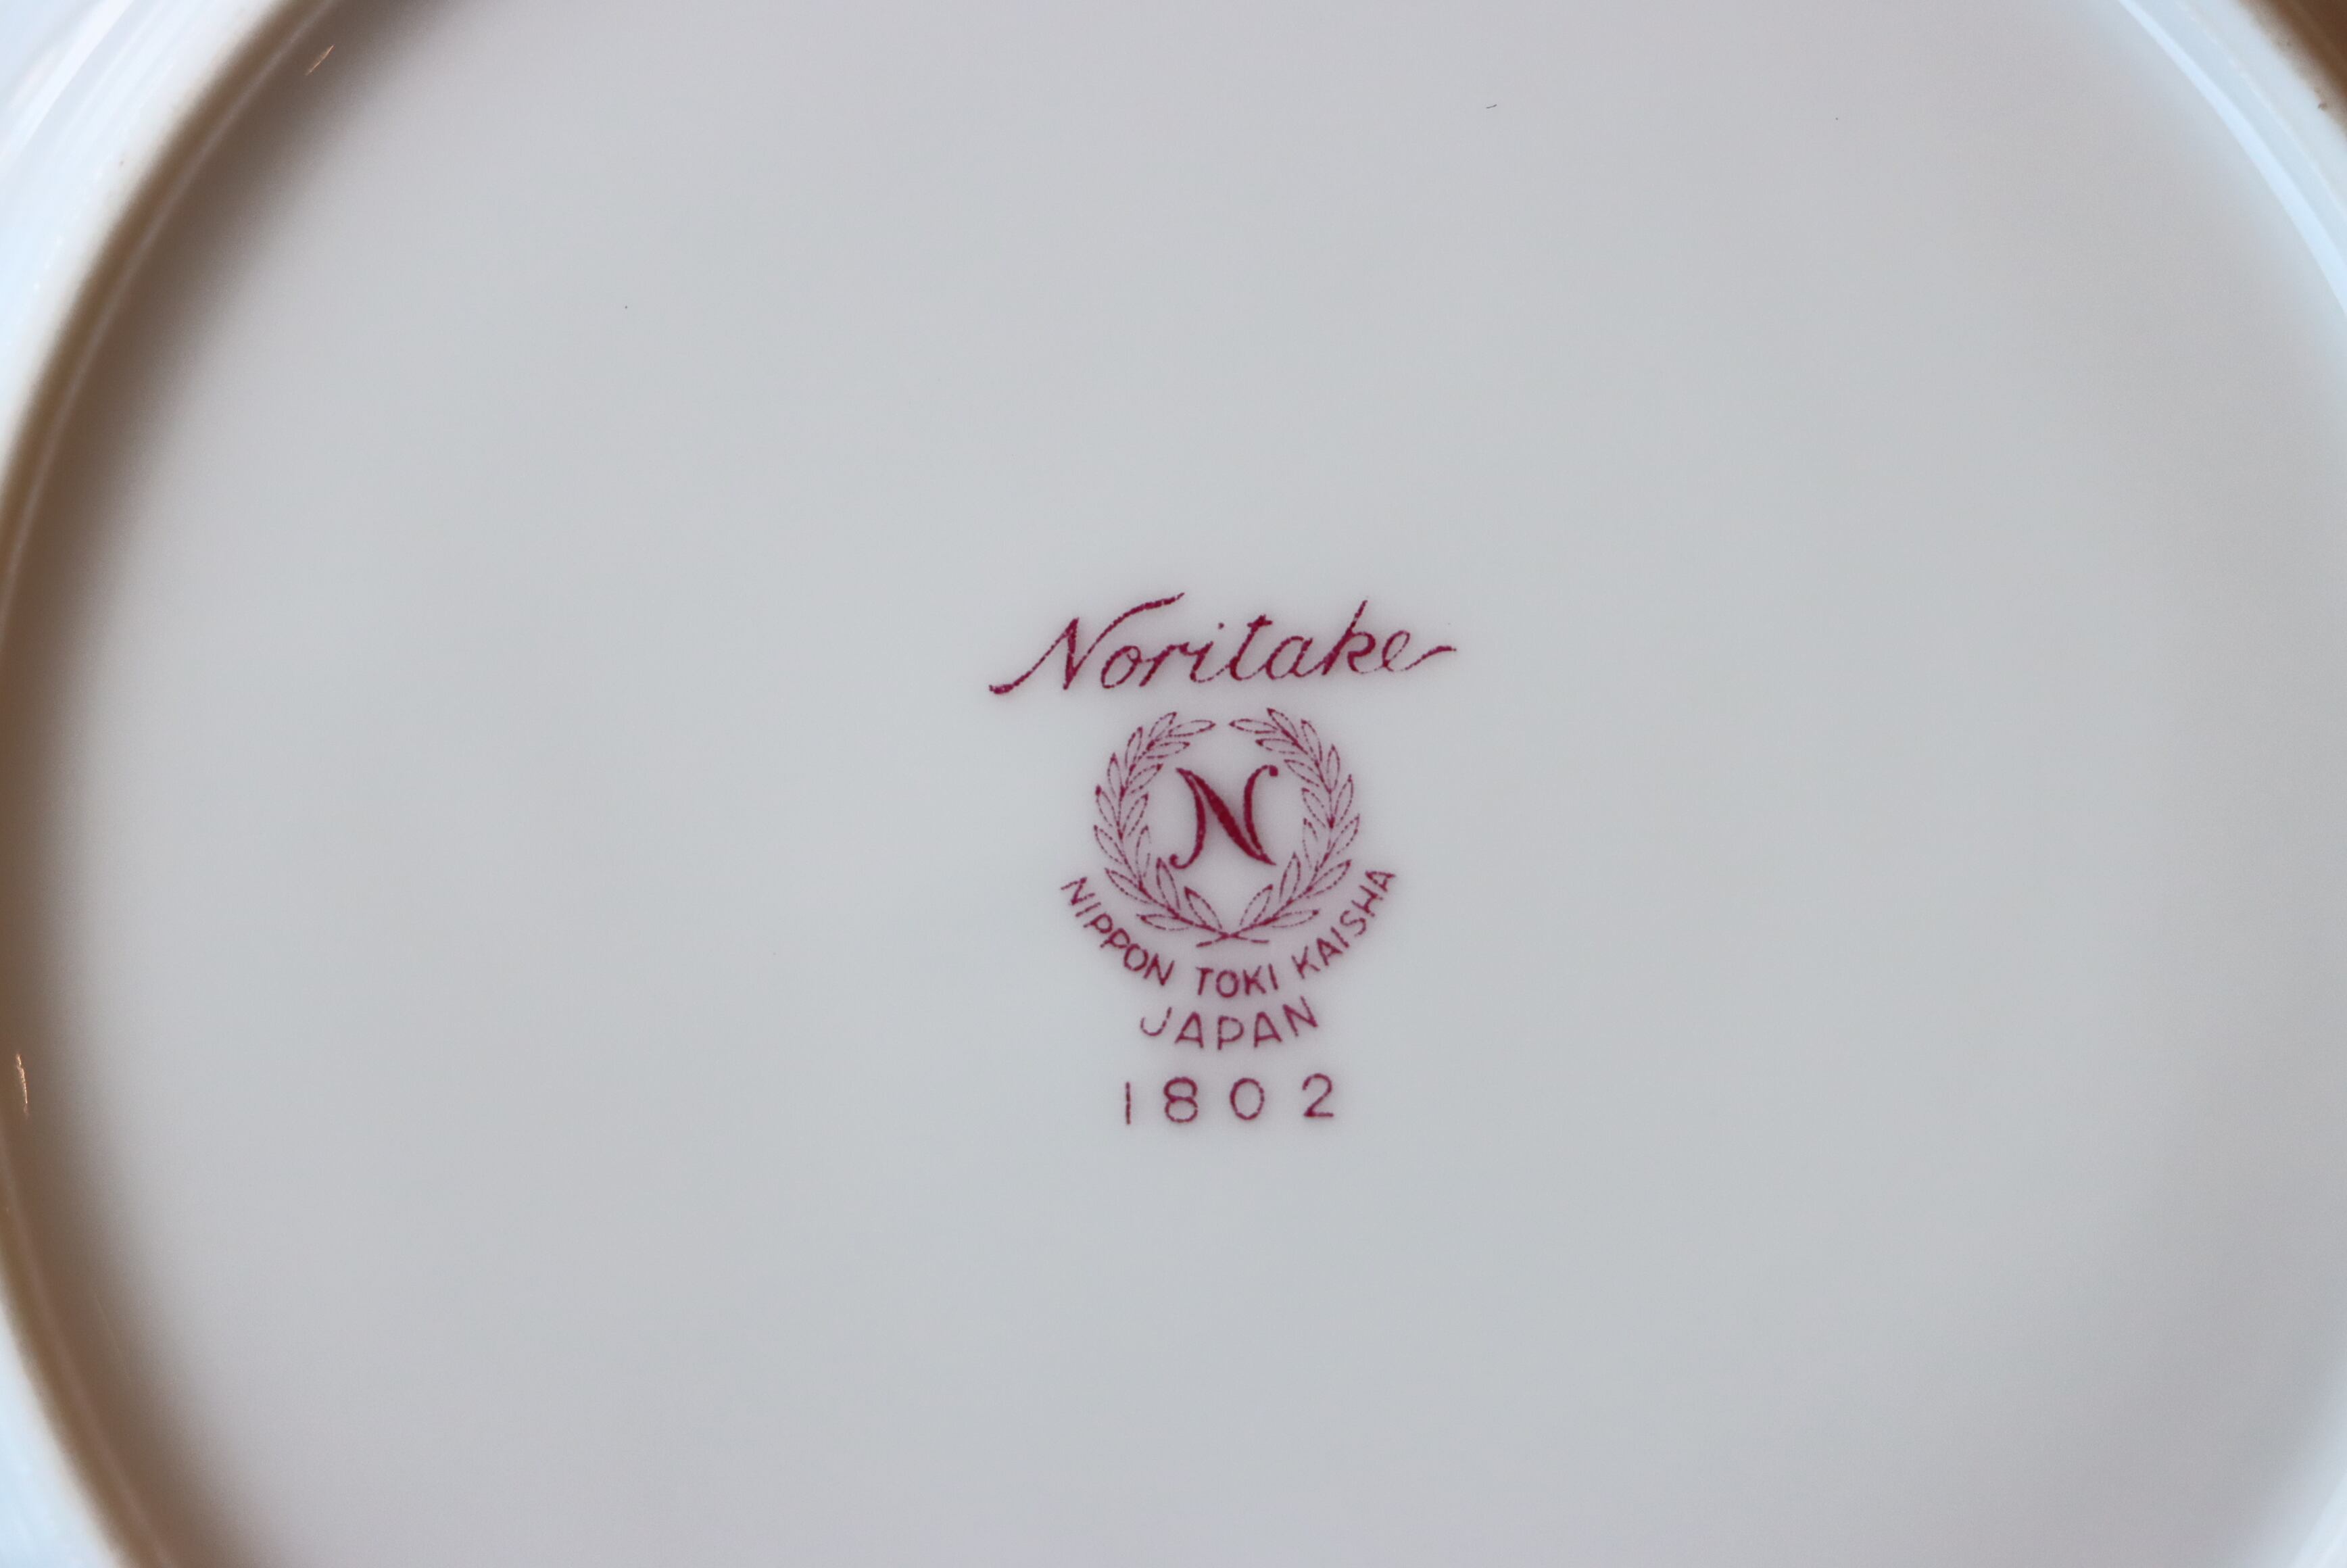 Noritake
N
NIPPON TOKI KAISHA
JAPAN
1802